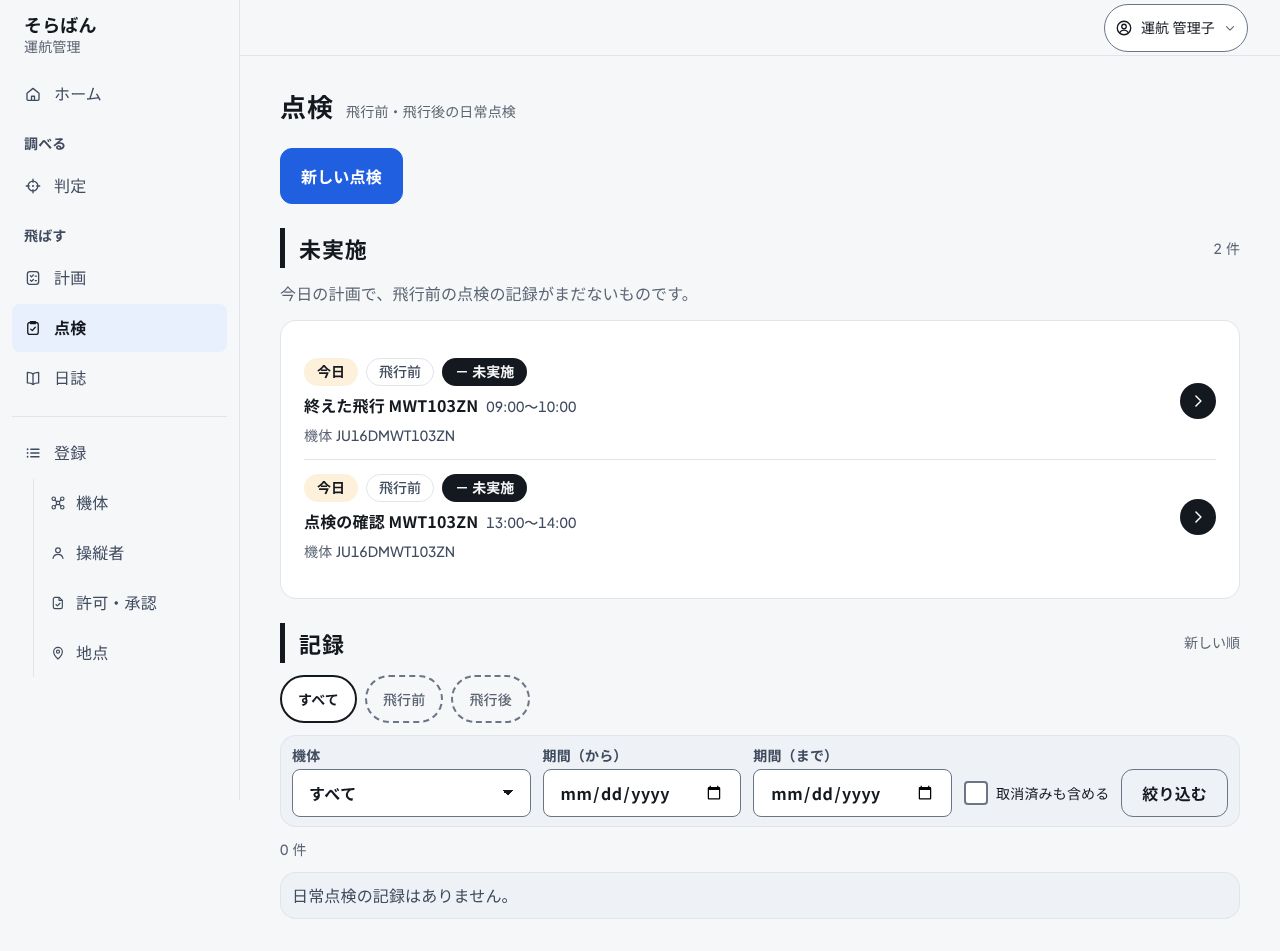 そらばん
運航管理
運航 管理子
ホーム
調べる
判定
飛ばす
計画
点検
日誌
登録
機体
操縦者
許可・承認
地点
点検 飛行前・飛行後の日常点検
新しい点検
未実施 2 件
今日の計画で、飛行前の点検の記録がまだないものです。
今日 飛行前 － 未実施
終えた飛行 MWT103ZN 09:00〜10:00
機体 JU16DMWT103ZN
今日 飛行前 － 未実施
点検の確認 MWT103ZN 13:00〜14:00
機体 JU16DMWT103ZN
記録 新しい順
すべて 飛行前 飛行後
機体 期間（から） 期間（まで）
すべて mm/dd/yyyy mm/dd/yyyy 取消済みも含める 絞り込む
0 件
日常点検の記録はありません。